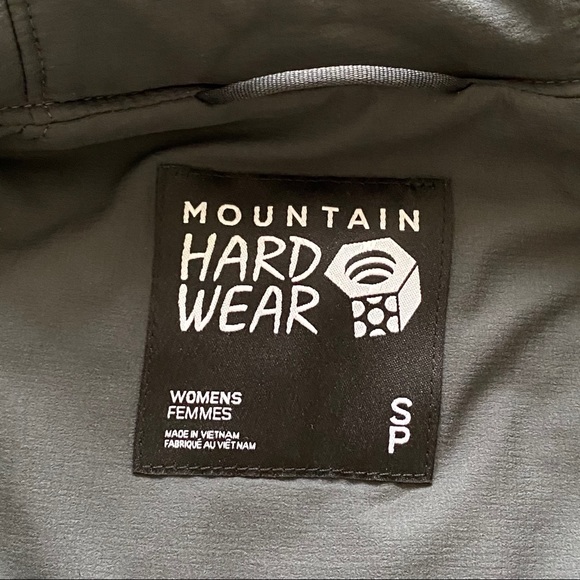 MOUNTAIN
HARD
WEAR
WOMENS
FEMMES
MADE IN VIETNAM
FABRIQUÉ AU VIETNAM
S
P